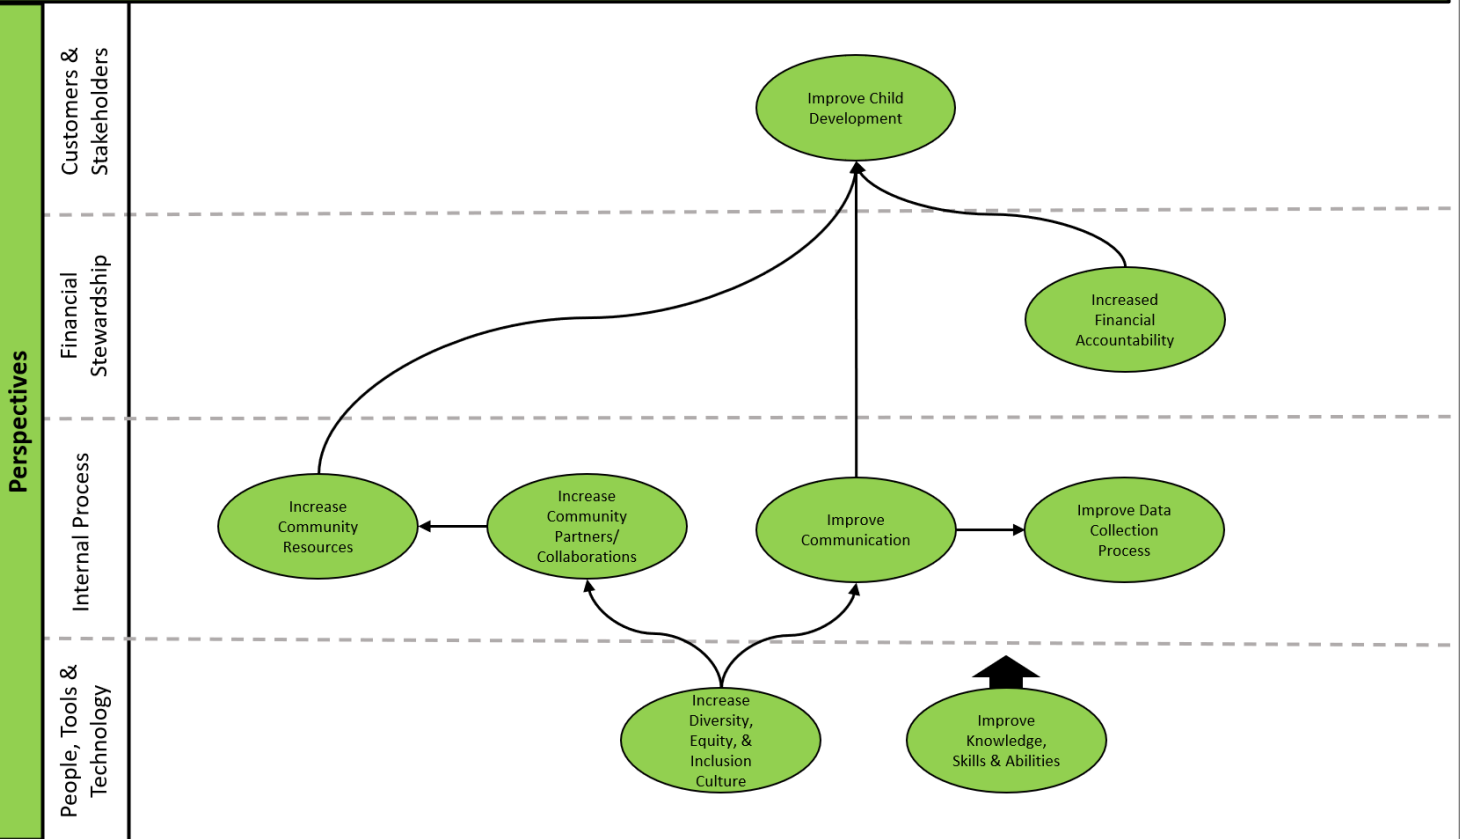 Perspectives
Customers &
Stakeholders
Improve Child
Development
Financial
Stewardship
Increased
Financial
Accountability
Internal Process
Increase
Community
Resources
Increase
Community
Partners/
Collaborations
Improve
Communication
Improve Data
Collection
Process
People, Tools &
Technology
Increase
Diversity,
Equity, &
Inclusion
Culture
Improve
Knowledge,
Skills & Abilities